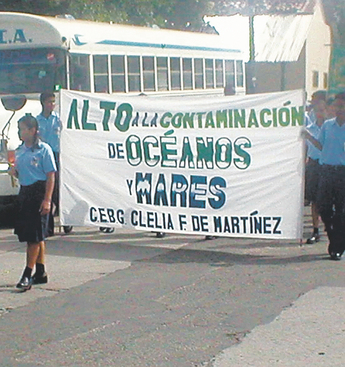 I.A.
ALTO A LA CONTAMINACIÓN
DE OCÉANOS
Y MARES
CEBG CLELIA F. DE MARTÍNEZ